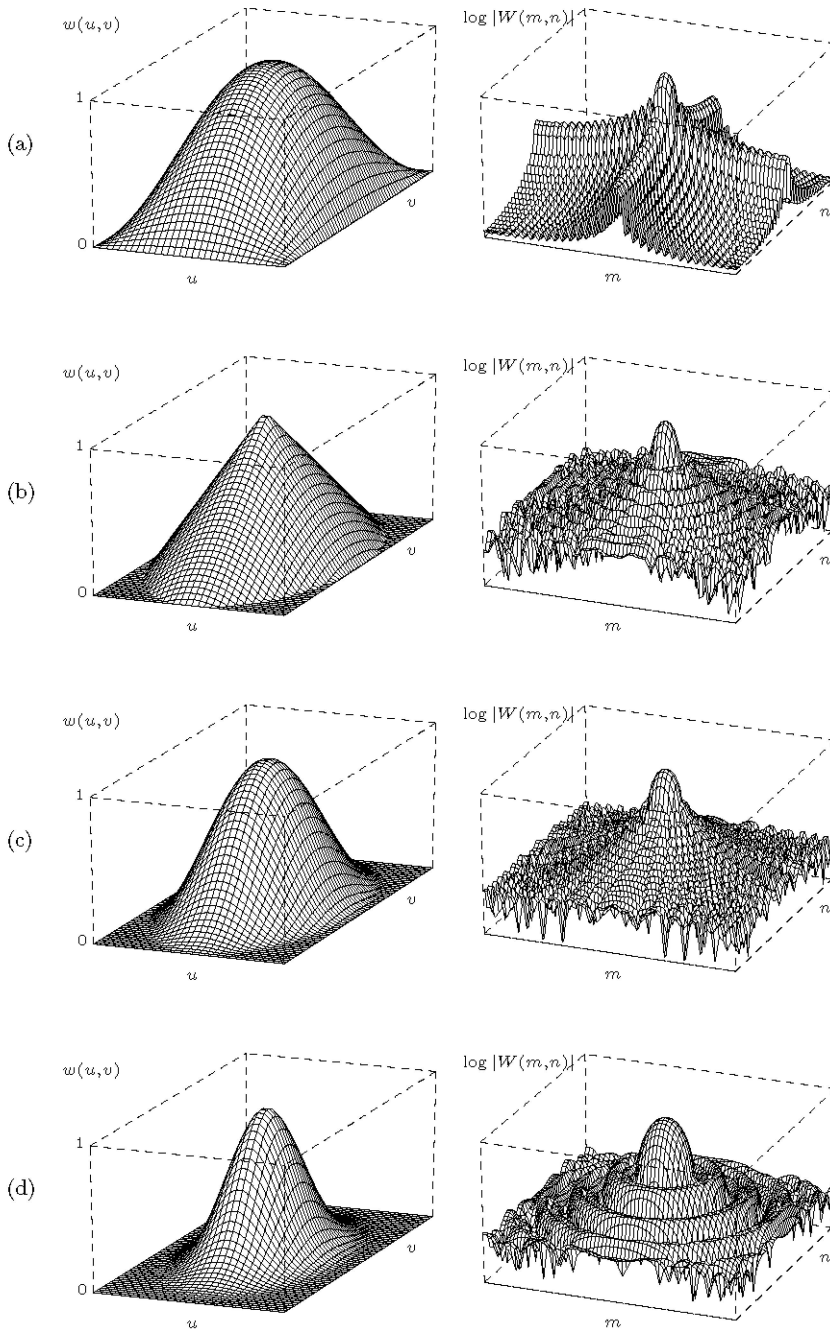 w(u,v)
log |W(m,n)|
1
(a)
v
n
0
u
m
w(u,v)
log |W(m,n)|
1
(b)
v
n
0
u
m
w(u,v)
log |W(m,n)|
1
(c)
v
n
0
u
m
w(u,v)
log |W(m,n)|
1
(d)
v
n
0
u
m